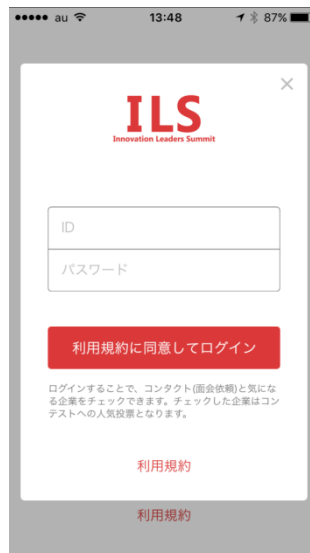 au 13:48 87%
×
ILS
Innovation Leaders Summit
ID
パスワード
利用規約に同意してログイン
ログインすることで、コンタクト(面会依頼)と気にな
る企業をチェックできます。チェックした企業はコン
テストへの人気投票となります。
利用規約
利用規約